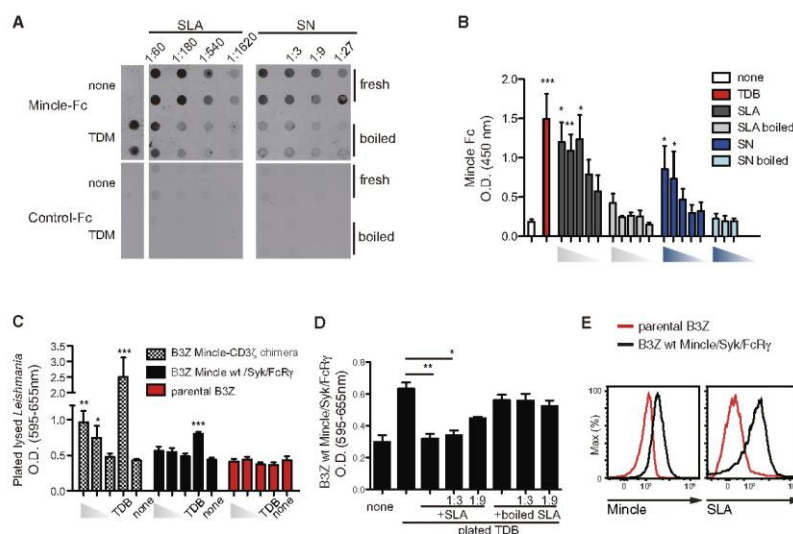 A
SLA
SN
1:60
1:180
1:540
1:1620
1:3
1:9
1:27
none
fresh
Mincle-Fc
TDM
boiled
none
fresh
Control-Fc
TDM
boiled
B
Mincle Fc
O.D. (450 nm)
2.0
1.5
1.0
0.5
0.0
***
* ** *
* *
none
TDB
SLA
SLA boiled
SN
SN boiled
C
Plated lysed Leishmania
O.D. (595-655nm)
3.5
3.0
2.5
2.0
1.5
1.0
0.5
0.0
** * *** ***
B3Z Mincle-CD3ζ chimera
B3Z Mincle wt /Syk/FcRγ
parental B3Z
TDB none TDB none TDB none
D
B3Z wt Mincle/Syk/FcRγ
O.D. (595-655nm)
0.8
0.6
0.4
0.2
0.0
*
**
none
1:3 1:9 1:3 1:9
+SLA +boiled SLA
plated TDB
E
parental B3Z
B3Z wt Mincle/Syk/FcRγ
Max (%)
100
0
Mincle
SLA